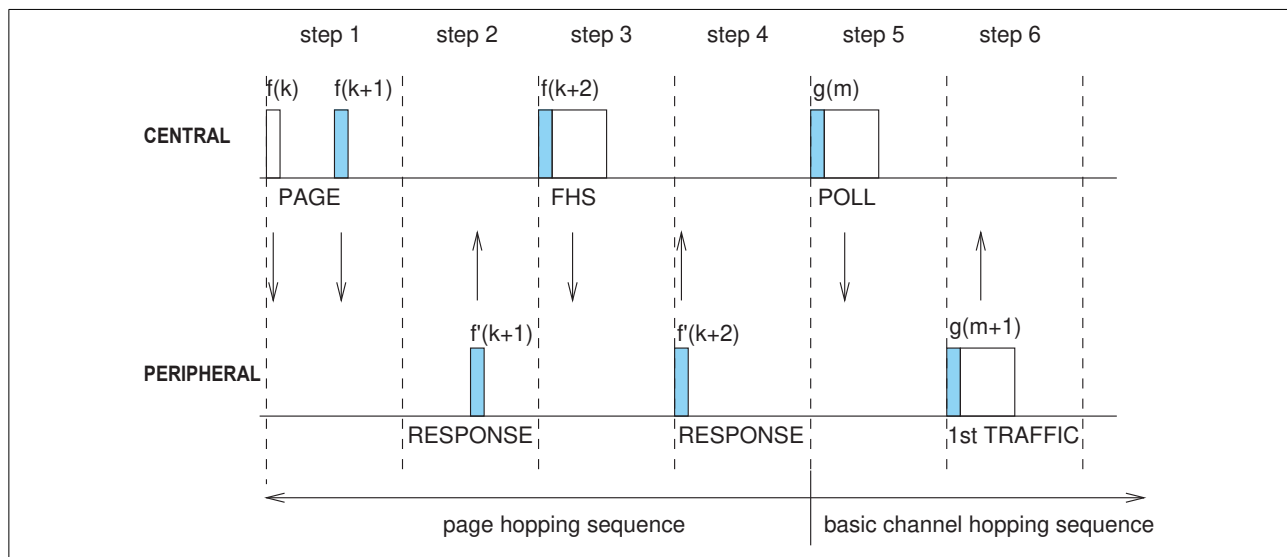 step 1 step 2 step 3 step 4 step 5 step 6
f(k) f(k+1) f(k+2) g(m)
CENTRAL
PAGE FHS POLL
f'(k+1) f'(k+2) g(m+1)
PERIPHERAL
RESPONSE RESPONSE 1st TRAFFIC
page hopping sequence basic channel hopping sequence